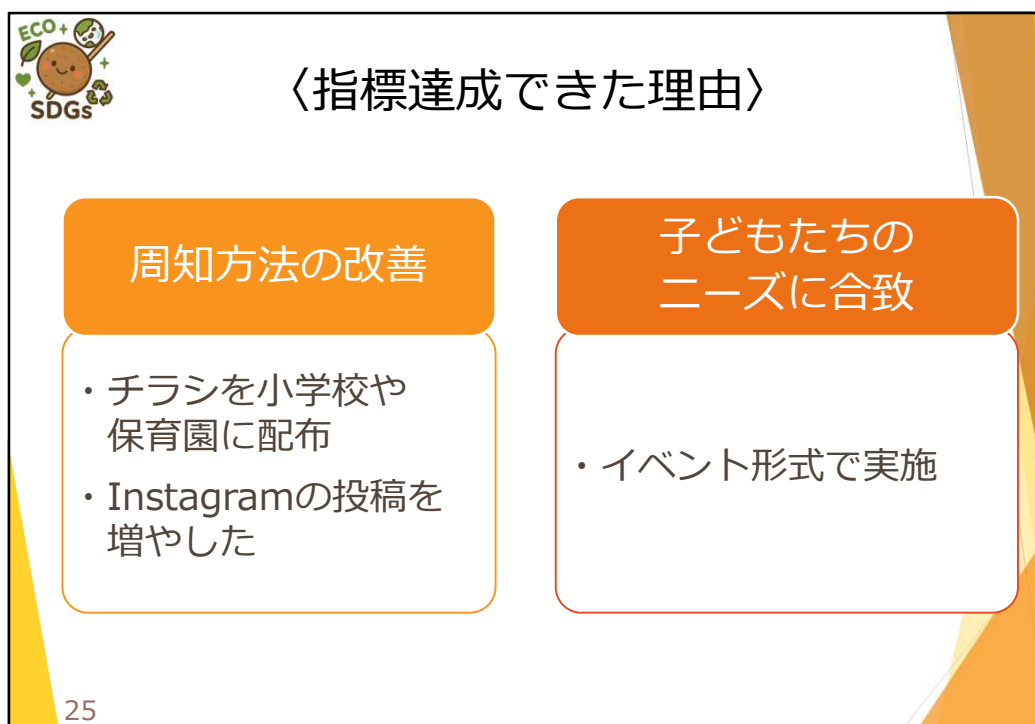 ECO+
SDGs
〈指標達成できた理由〉
周知方法の改善
・チラシを小学校や
保育園に配布
・Instagramの投稿を
増やした
子どもたちの
ニーズに合致
・イベント形式で実施
25